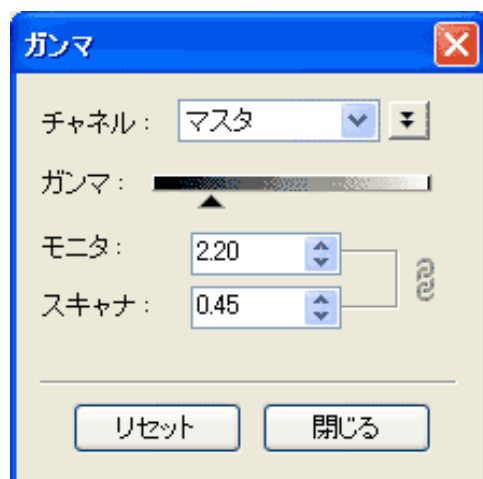 ガンマ
チャネル： マスタ
ガンマ：
モニタ： 2.20
スキャナ： 0.45
リセット 閉じる